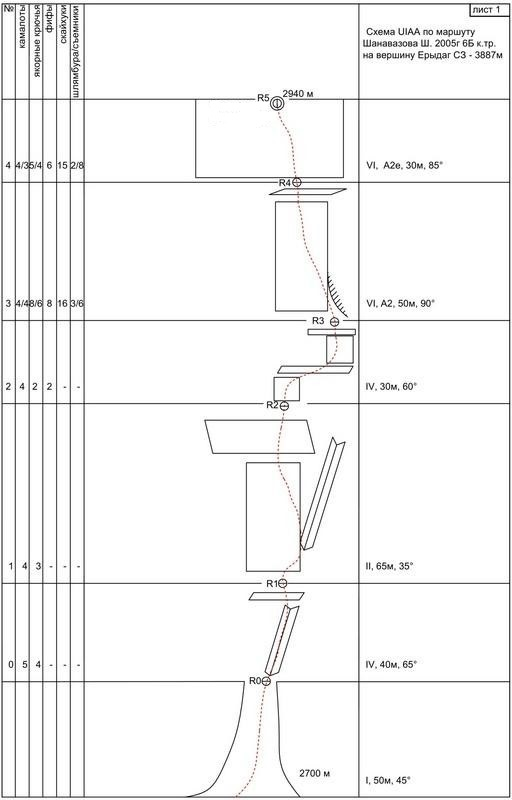 лист 1
№
камалоты
якорные крючья
фифы
скайхуки
шлямбура/съемники
Схема UIAA по маршуту
Шанавазова Ш. 2005г 6Б к.тр.
на вершину Ерыдаг СЗ - 3887м
R5 2940 м
4 4/3 5/4 6 15 2/8 VI, А2е, 30м, 85°
R4
3 4/4 8/6 8 16 3/6 VI, А2, 50м, 90°
R3
2 4 2 2 - - IV, 30м, 60°
R2
1 4 3 - - - II, 65м, 35°
R1
0 5 4 - - - IV, 40м, 65°
R0
2700 м
I, 50м, 45°